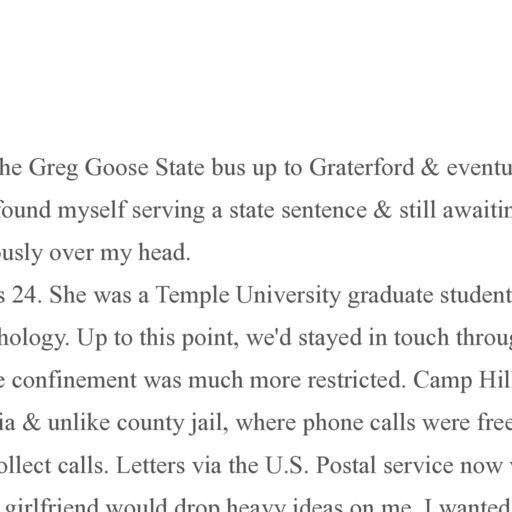 he Greg Goose State bus up to Graterford & eventu
found myself serving a state sentence & still awaitin
ously over my head.
s 24. She was a Temple University graduate student
hology. Up to this point, we'd stayed in touch throug
e confinement was much more restricted. Camp Hil
ia & unlike county jail, where phone calls were free
ollect calls. Letters via the U.S. Postal service now
girlfriend would drop heavy ideas on me. I wanted